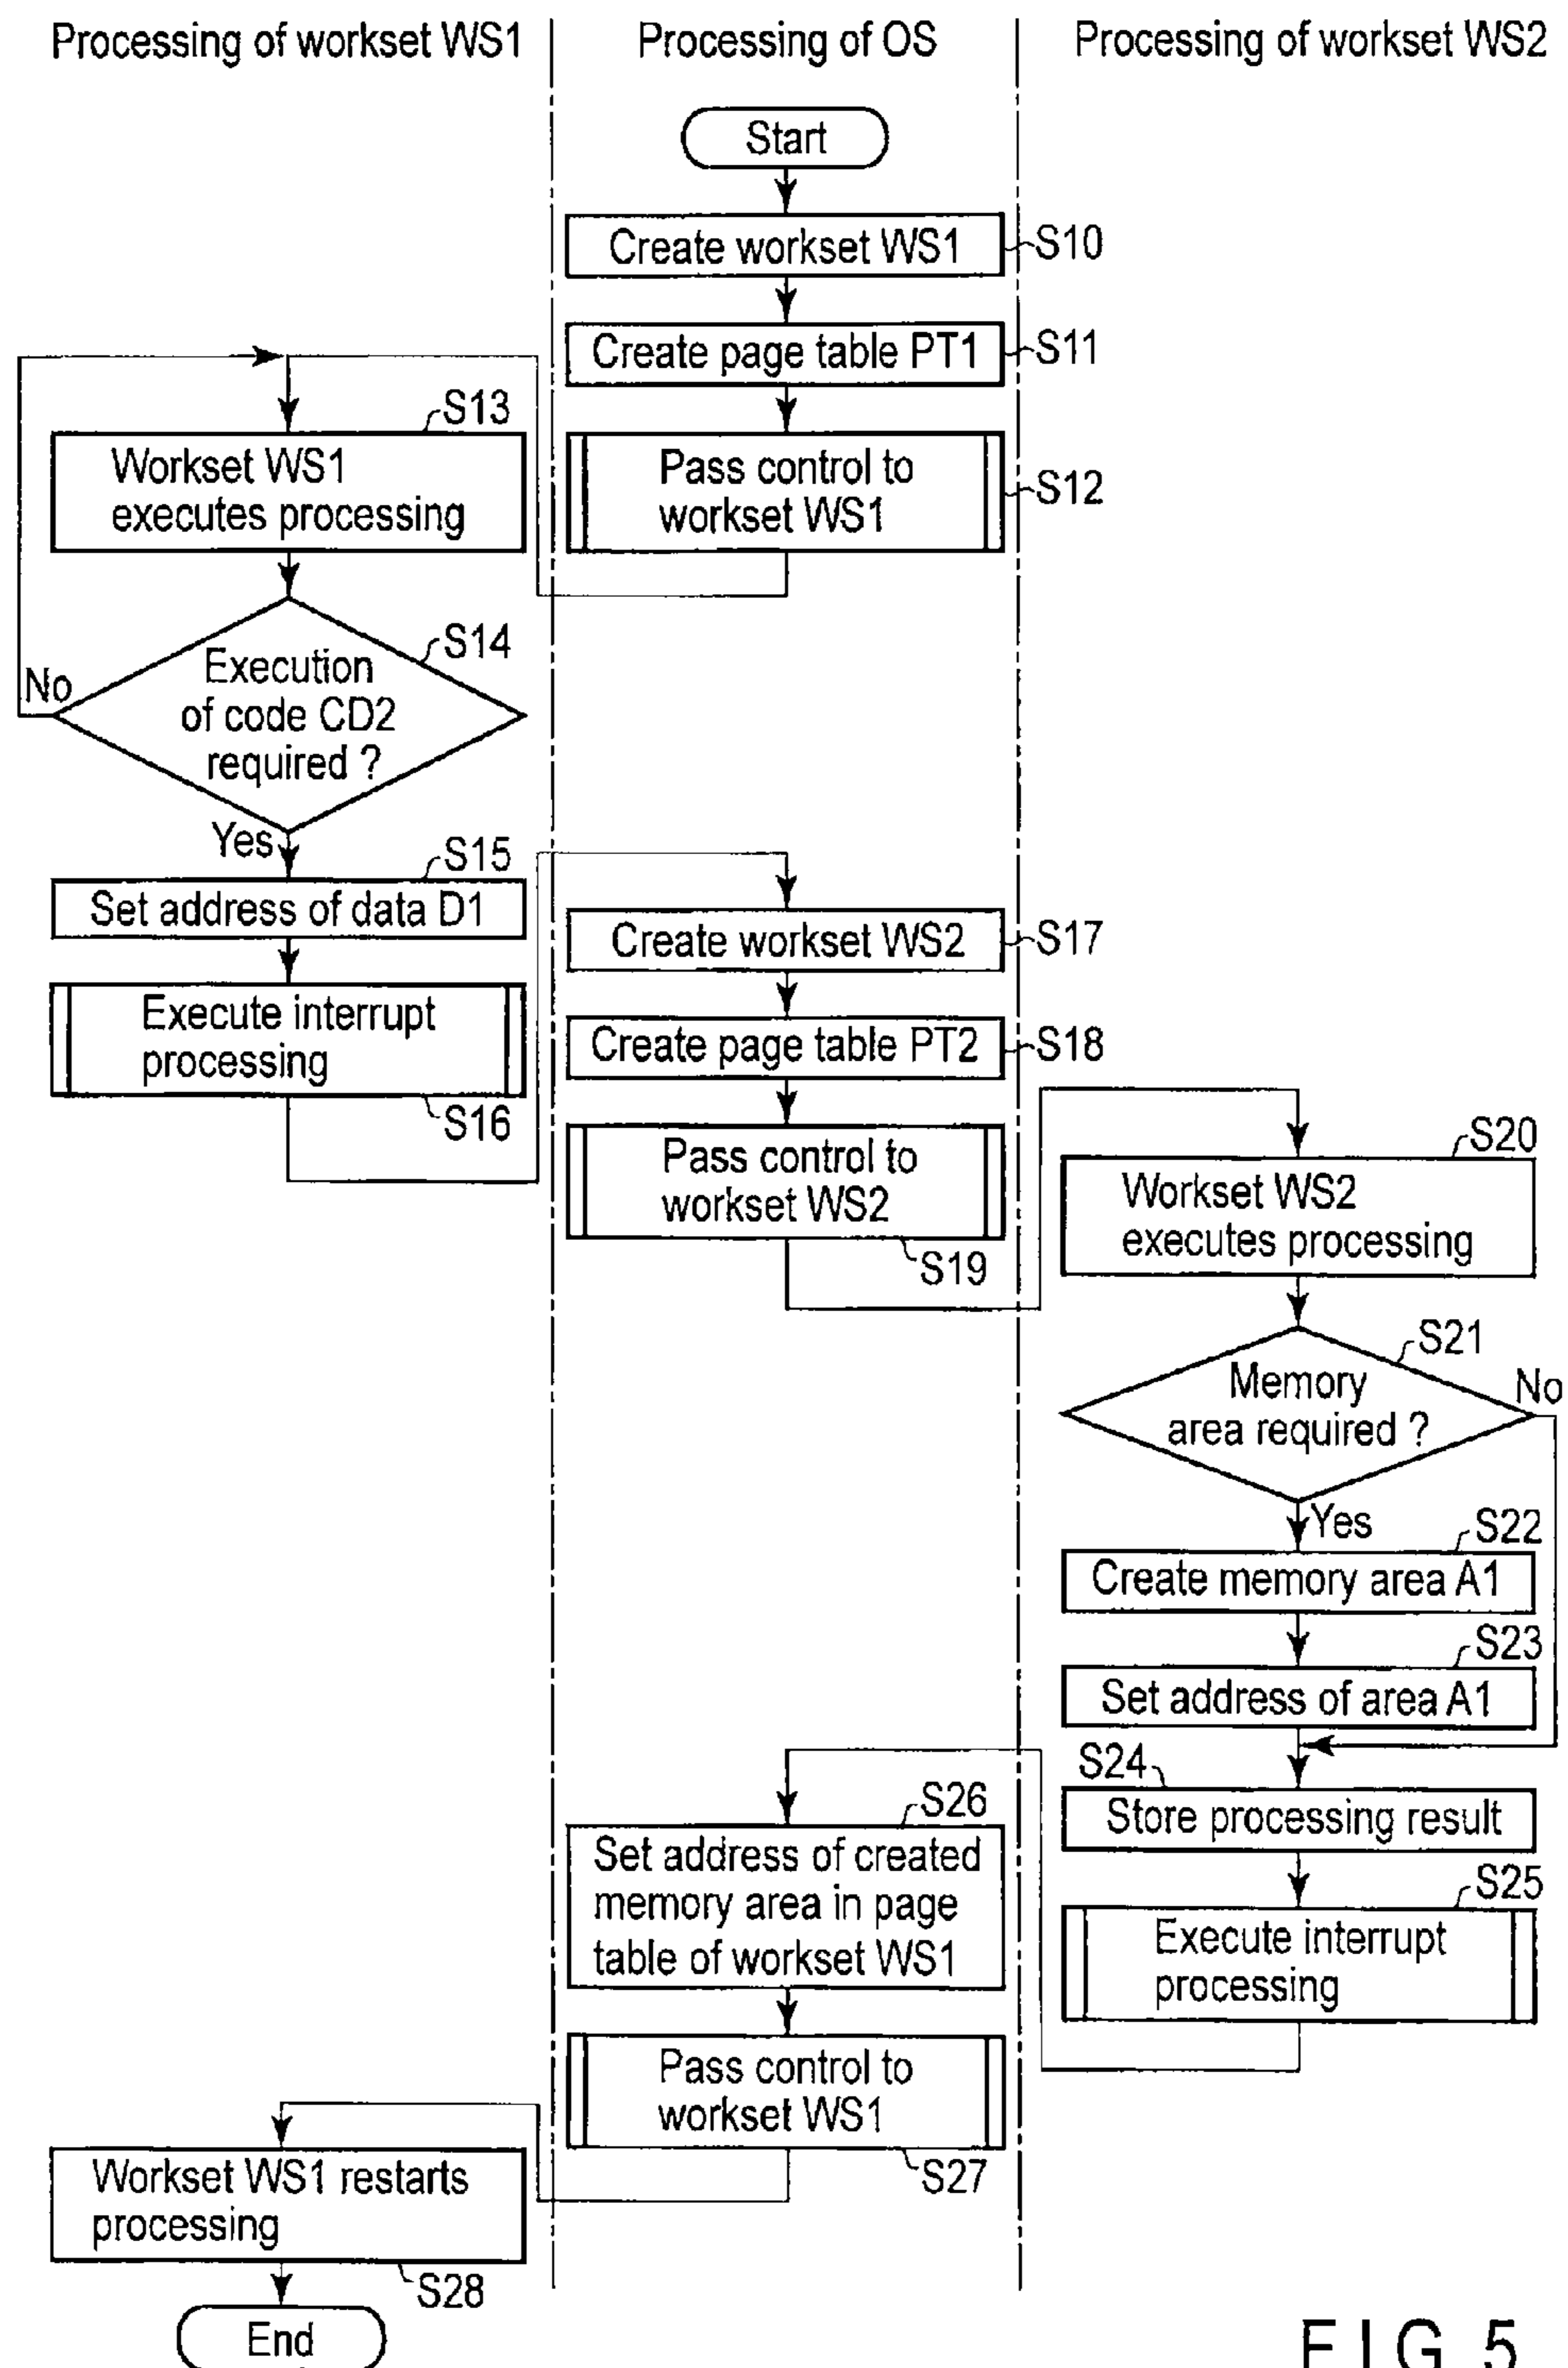 Processing of workset WS1
Processing of OS
Processing of workset WS2
Start
Create workset WS1
S10
Create page table PT1
S11
Pass control to
workset WS1
S12
S13
Workset WS1
executes processing
S14
Execution
of code CD2
required ?
No
Yes
S15
Set address of data D1
Execute interrupt
processing
S16
Create workset WS2
S17
Create page table PT2
S18
Pass control to
workset WS2
S19
S20
Workset WS2
executes processing
S21
Memory
area required ?
No
Yes
S22
Create memory area A1
S23
Set address of area A1
S24
Store processing result
S25
Execute interrupt
processing
S26
Set address of created
memory area in page
table of workset WS1
Pass control to
workset WS1
S27
Workset WS1 restarts
processing
S28
End
FIG. 5